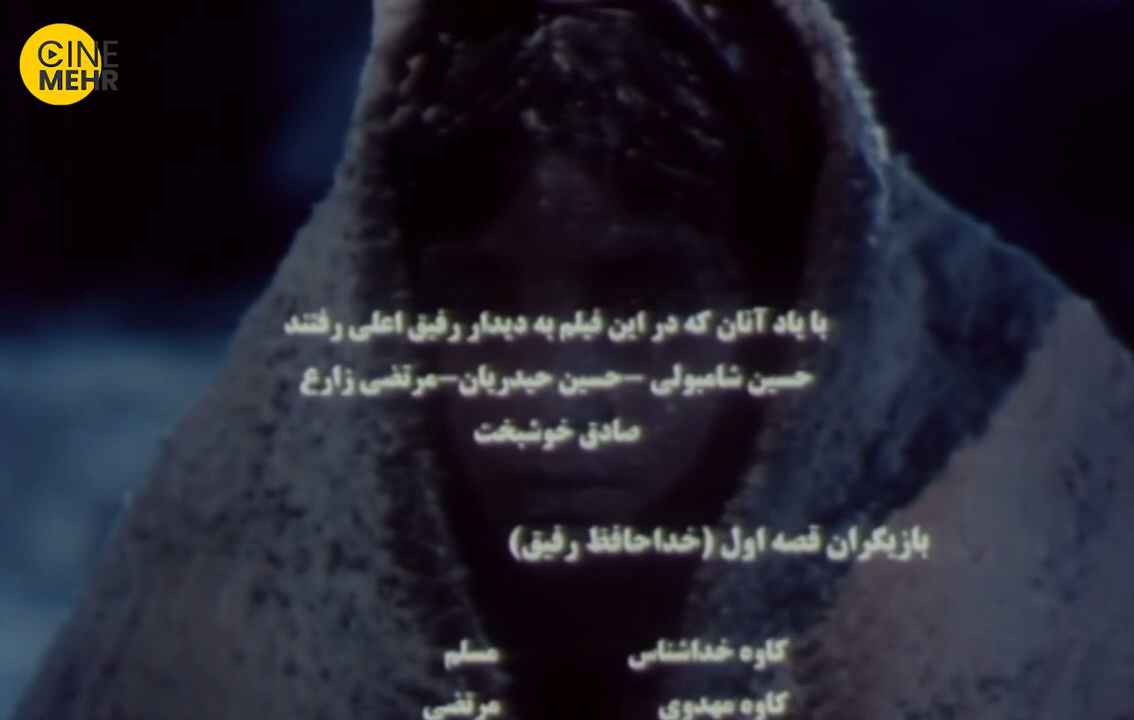 CINE
MEHR
با یاد آنان که در این فیلم به دیدار رفیق اعلی رفتند
حسین شامبولی –حسین حیدریان–مرتضی زارع
صادق خوشبخت
بازیگران قصه اول (خداحافظ رفیق)
کاوه خداشناس مسلم
کاوه مهدوی مرتضی